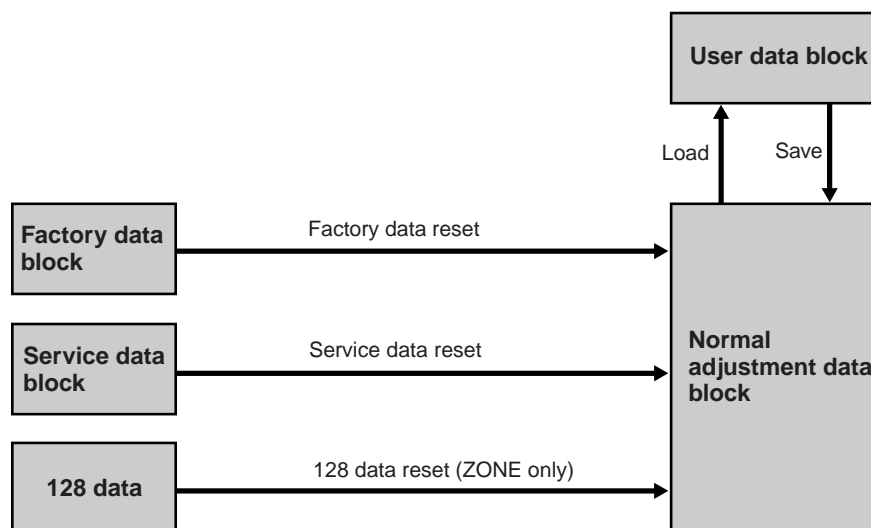 User data block
Load
Save
Factory data
block
Factory data reset
Service data
block
Service data reset
Normal
adjustment data
block
128 data
128 data reset (ZONE only)